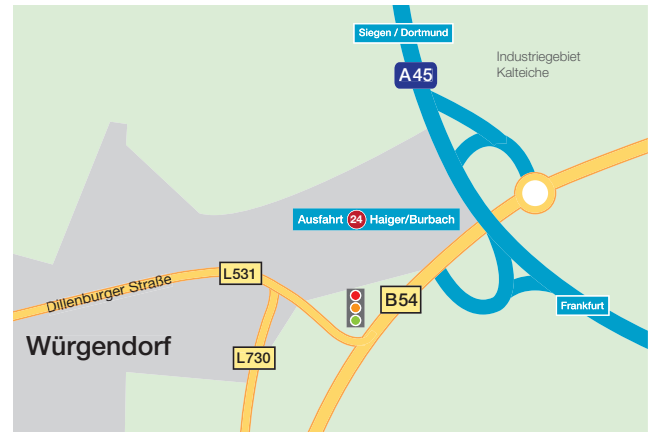 Siegen / Dortmund
A45
Industriegebiet
Kalteiche
Ausfahrt 24 Haiger/Burbach
L531
Dillenburger Straße
B54
Frankfurt
Würgendorf
L730